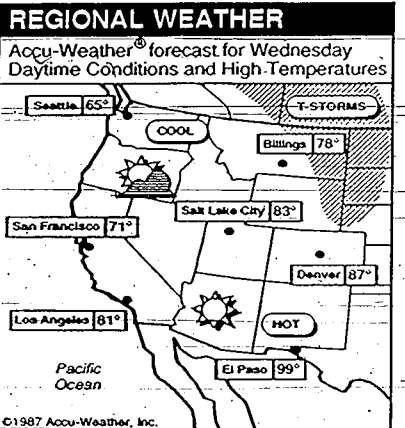 REGIONAL WEATHER
Accu-Weather® forecast for Wednesday
Daytime Conditions and High Temperatures
Seattle 65°
T-STORMS
COOL
Billings 78°
Salt Lake City 83°
San Francisco 71°
Denver 87°
Los Angeles 81°
HOT
El Paso 99°
Pacific
Ocean
©1987 Accu-Weather, Inc.